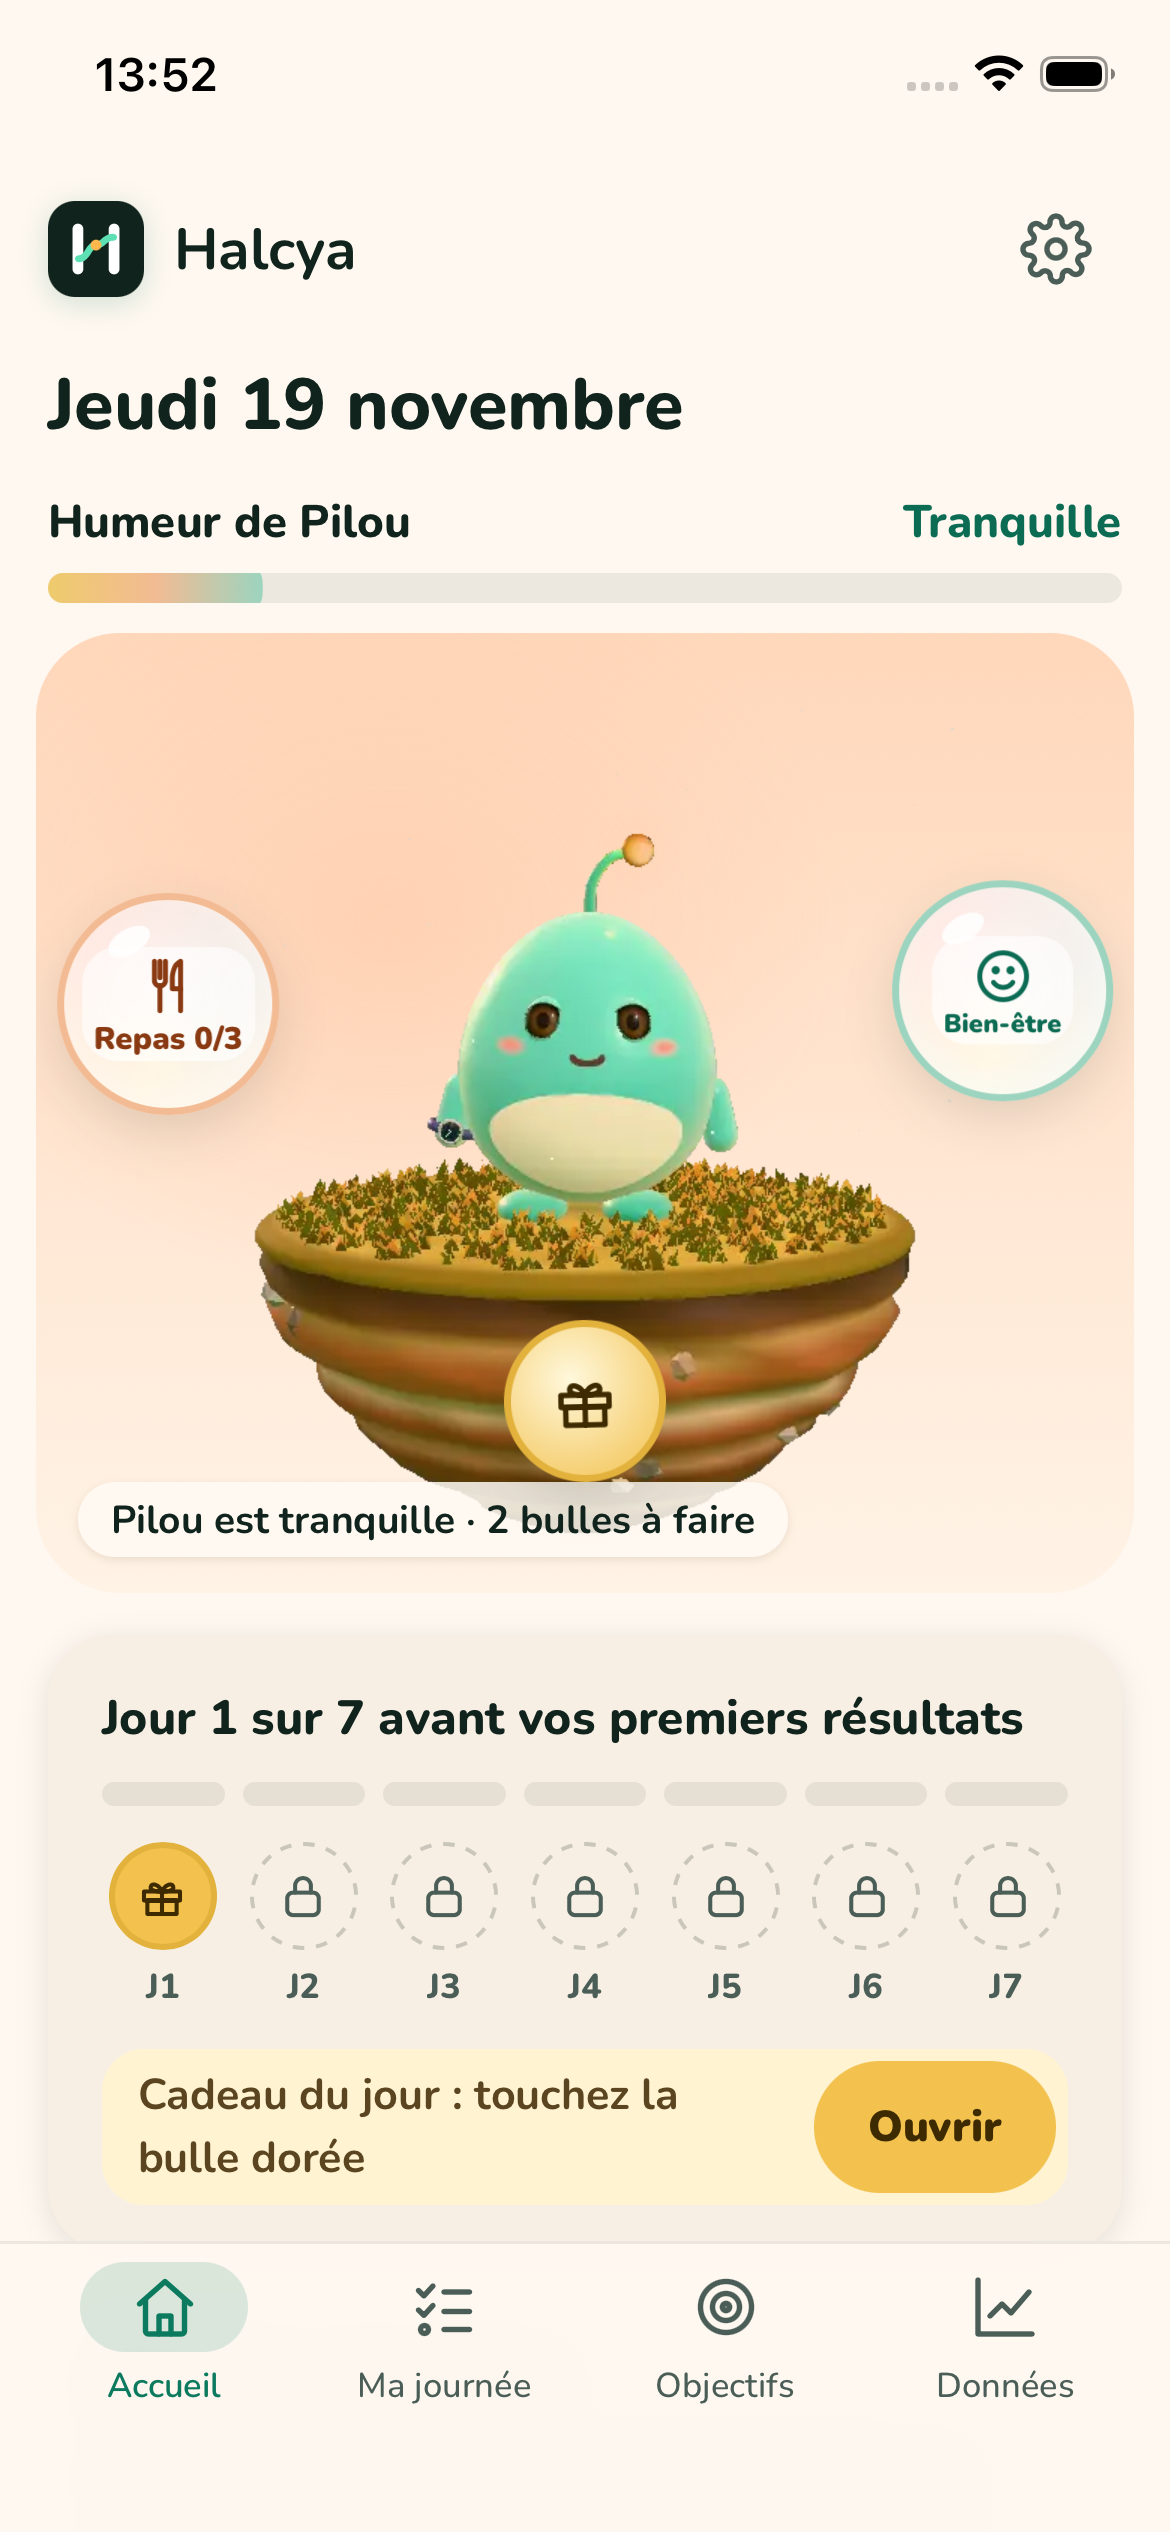 13:52
Halcya
Jeudi 19 novembre
Humeur de Pilou
Tranquille
Repas 0/3
Bien-être
Pilou est tranquille · 2 bulles à faire
Jour 1 sur 7 avant vos premiers résultats
J1
J2
J3
J4
J5
J6
J7
Cadeau du jour : touchez la
bulle dorée
Ouvrir
Accueil
Ma journée
Objectifs
Données